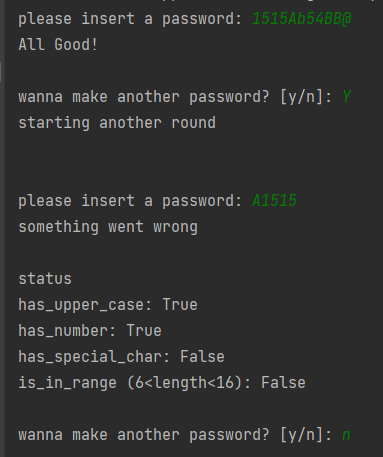 please insert a password: 1515Ab54BB@
All Good!
wanna make another password? [y/n]: Y
starting another round
please insert a password: A1515
something went wrong
status
has_upper_case: True
has_number: True
has_special_char: False
is_in_range (6<length<16): False
wanna make another password? [y/n]: n